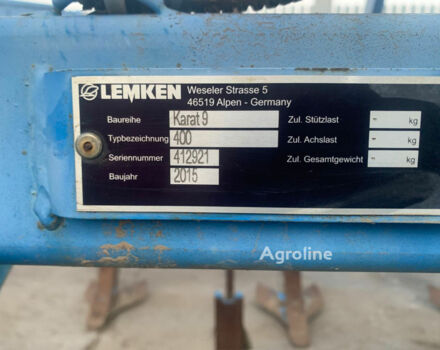 LEMKEN
Weseler Strasse 5
46519 Alpen - Germany
Baureihe Karat 9
Typbezeichnung 400
Seriennummer 412921
Baujahr 2015
Zul. Stützlast - kg
Zul. Achslast - kg
Zul. Gesamtgewicht - kg
Agroline